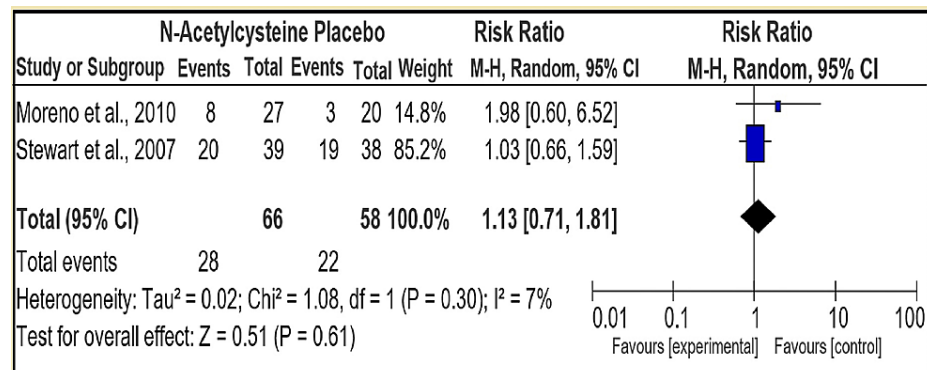 N-Acetylcysteine Placebo Risk Ratio Risk Ratio
Study or Subgroup Events Total Events Total Weight M-H, Random, 95% CI M-H, Random, 95% CI
Moreno et al., 2010 8 27 3 20 14.8% 1.98 [0.60, 6.52]
Stewart et al., 2007 20 39 19 38 85.2% 1.03 [0.66, 1.59]
Total (95% CI) 66 58 100.0% 1.13 [0.71, 1.81]
Total events 28 22
Heterogeneity: Tau² = 0.02; Chi² = 1.08, df = 1 (P = 0.30); I² = 7%
Test for overall effect: Z = 0.51 (P = 0.61)
0.01 0.1 1 10 100
Favours [experimental] Favours [control]